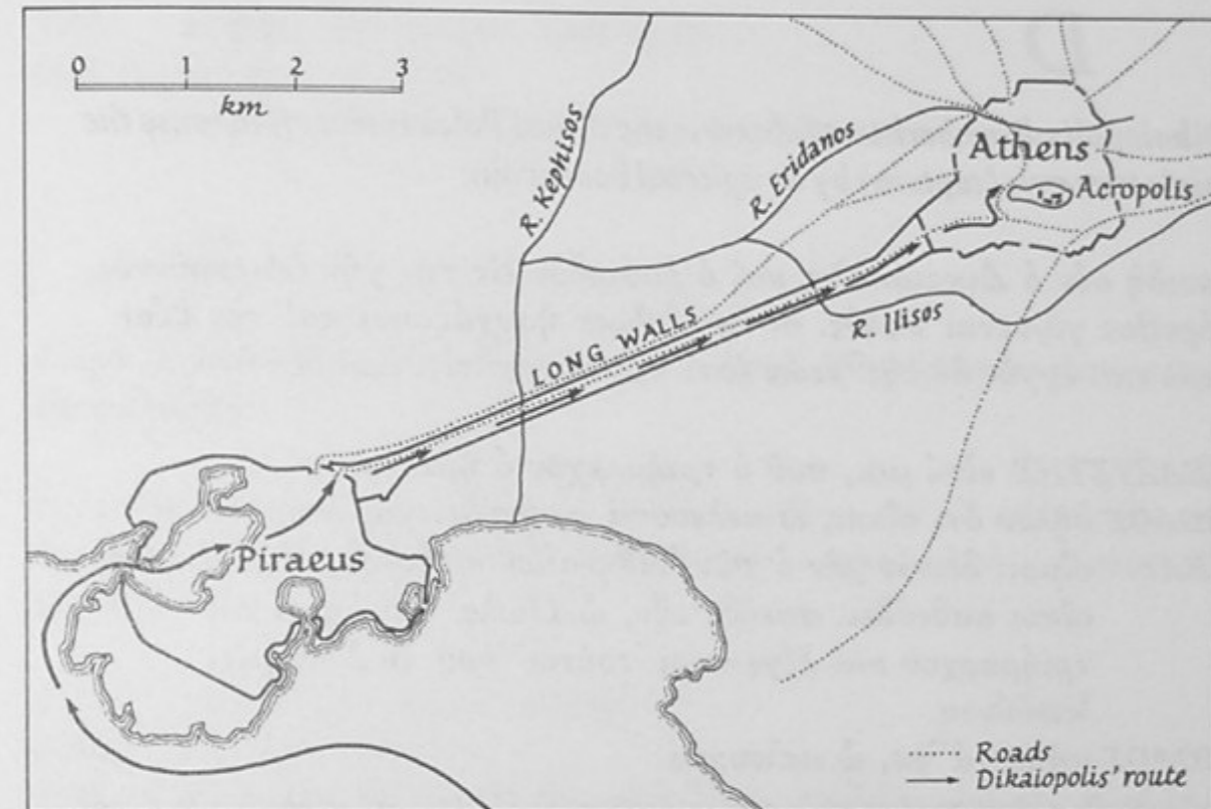 0 1 2 3
km
R. Kephisos
R. Eridanos
Athens
Acropolis
LONG WALLS
R. Ilisos
Piraeus
Roads
Dikaiopolis' route